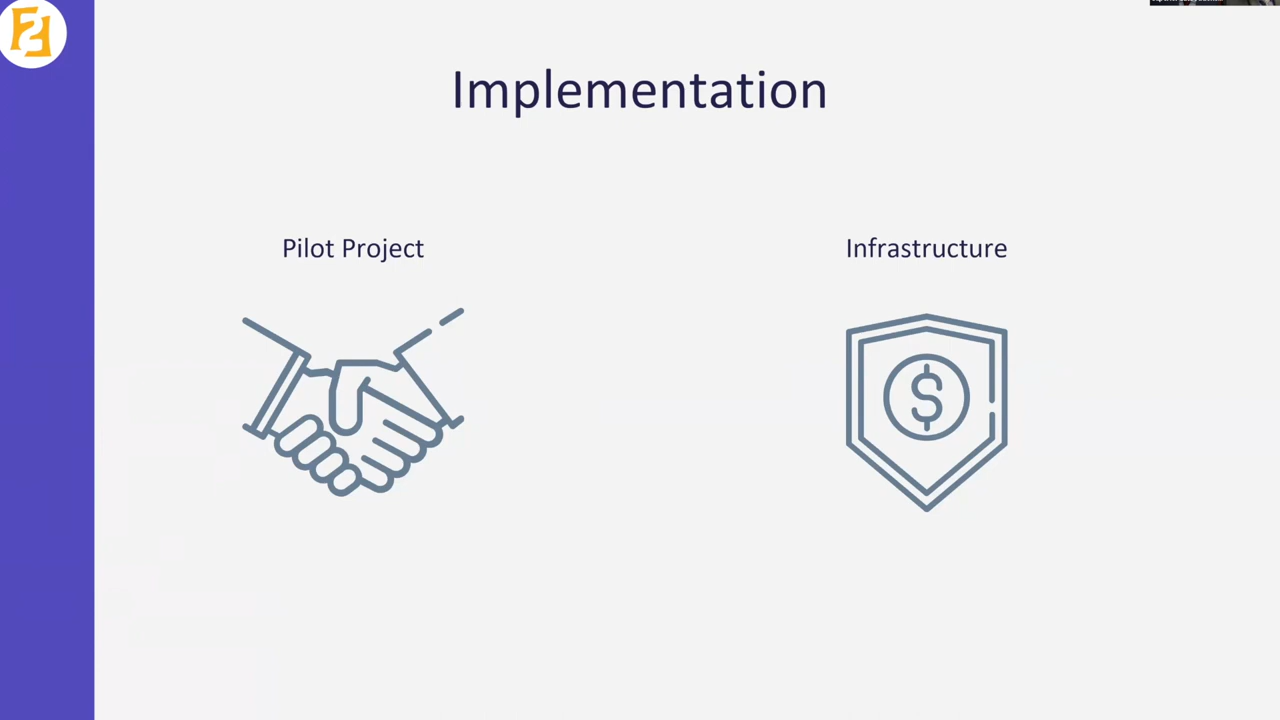 Implementation
Pilot Project
Infrastructure
$